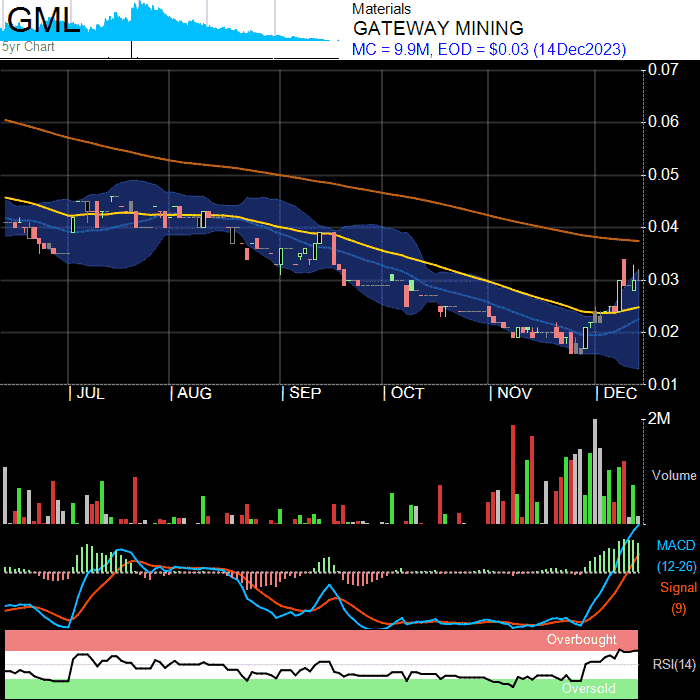 GML
5yr Chart
Materials
GATEWAY MINING
MC = 9.9M, EOD = $0.03 (14Dec2023)
0.07
0.06
0.05
0.04
0.03
0.02
0.01
JUL AUG SEP OCT NOV DEC
2M
Volume
MACD
(12-26)
Signal
(9)
Overbought
RSI(14)
Oversold